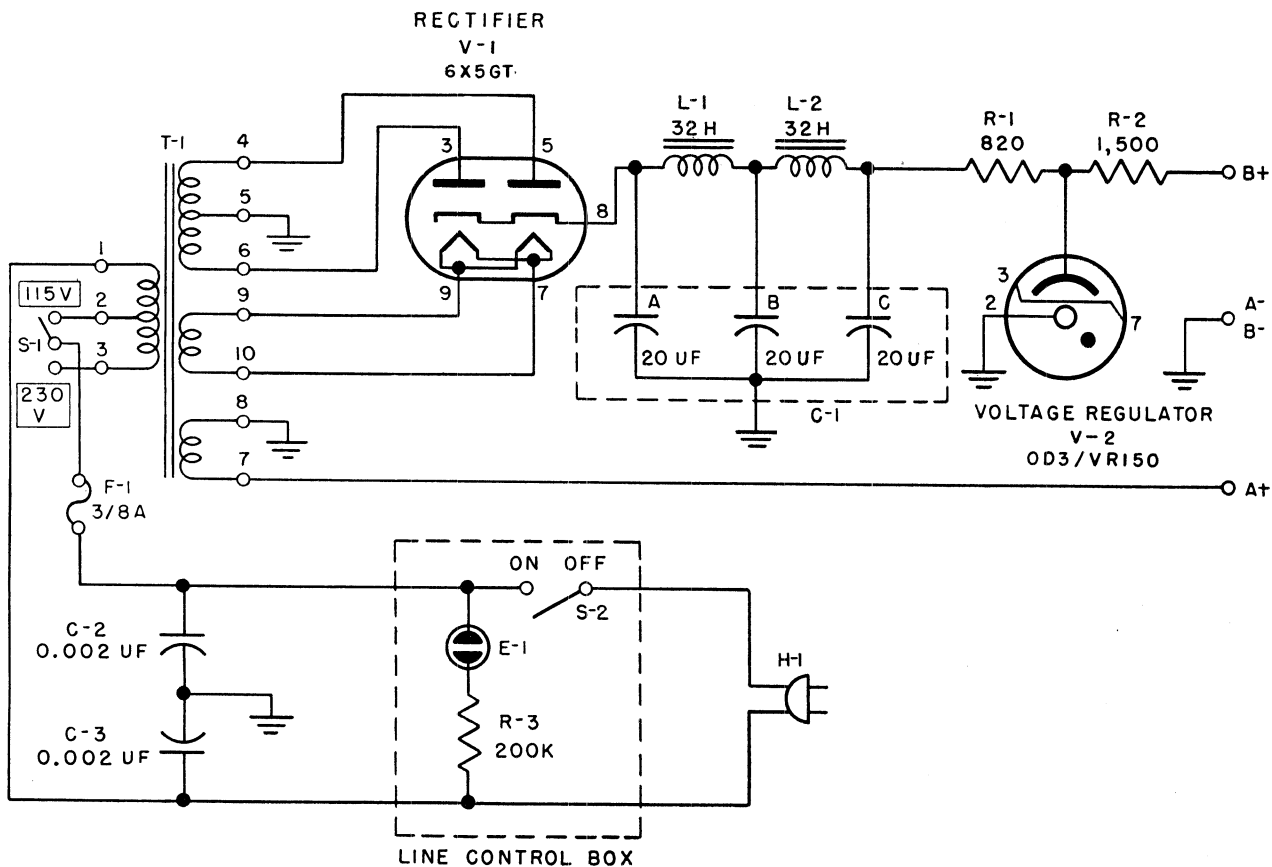 RECTIFIER
V-1
6X5GT
T-1
4
5
6
9
10
8
7
1
2
3
115V
S-1
230
V
3
5
8
9
7
L-1
32H
L-2
32H
R-1
820
R-2
1,500
B+
A-
B-
A+
A
B
C
20 UF
20 UF
20 UF
C-1
3
2
7
VOLTAGE REGULATOR
V-2
OD3/VR150
F-1
3/8A
ON OFF
S-2
C-2
0.002 UF
E-1
H-1
C-3
0.002 UF
R-3
200K
LINE CONTROL BOX